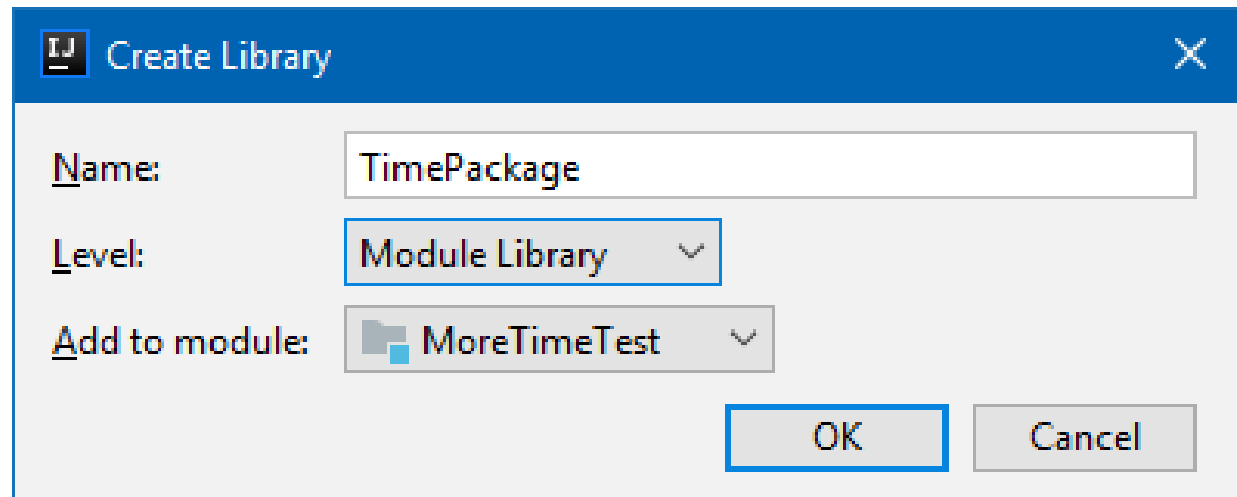 IJ Create Library
Name: TimePackage
Level: Module Library
Add to module: MoreTimeTest
OK Cancel